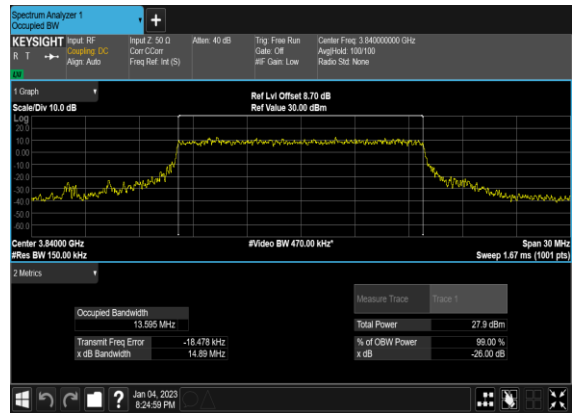 Spectrum Analyzer 1
Occupied BW
+
KEYSIGHT
R T
LW
Input: RF
Coupling: DC
Align: Auto
Input Z: 50 Ω
Corr CCorr
Freq Ref: Int (S)
Atten: 40 dB
Trig: Free Run
Gate: Off
#IF Gain: Low
Center Freq: 3.840000000 GHz
Avg|Hold: 100/100
Radio Std: None
1 Graph
Scale/Div 10.0 dB
Ref Lvl Offset 8.70 dB
Ref Value 30.00 dBm
Log
20.0
10.0
0.00
-10.0
-20.0
-30.0
-40.0
-50.0
-60.0
Center 3.84000 GHz
#Res BW 150.00 kHz
#Video BW 470.00 kHz*
Span 30 MHz
Sweep 1.67 ms (1001 pts)
2 Metrics
Measure Trace Trace 1
Occupied Bandwidth
13.595 MHz
Total Power 27.9 dBm
Transmit Freq Error -18.478 kHz
% of OBW Power 99.00 %
x dB Bandwidth 14.89 MHz
x dB -26.00 dB
?
Jan 04, 2023
8:24:59 PM